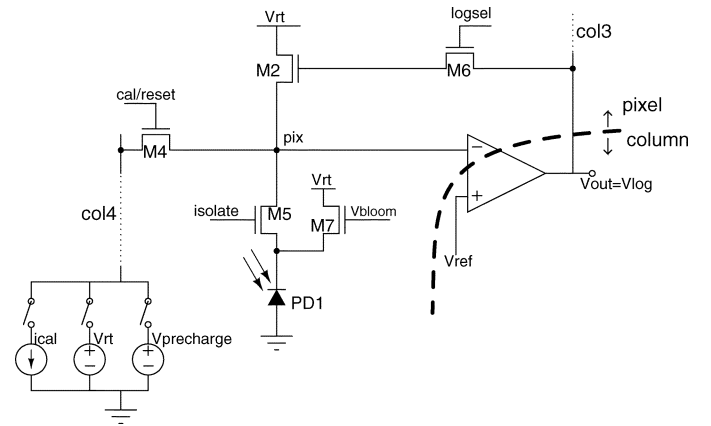 Vrt
logsel
col3
M2
M6
cal/reset
pixel
M4
pix
−
column
Vrt
+
Vout=Vlog
isolate
M5
M7
Vbloom
col4
Vref
PD1
ical
Vrt
Vprecharge
+
−
+
−